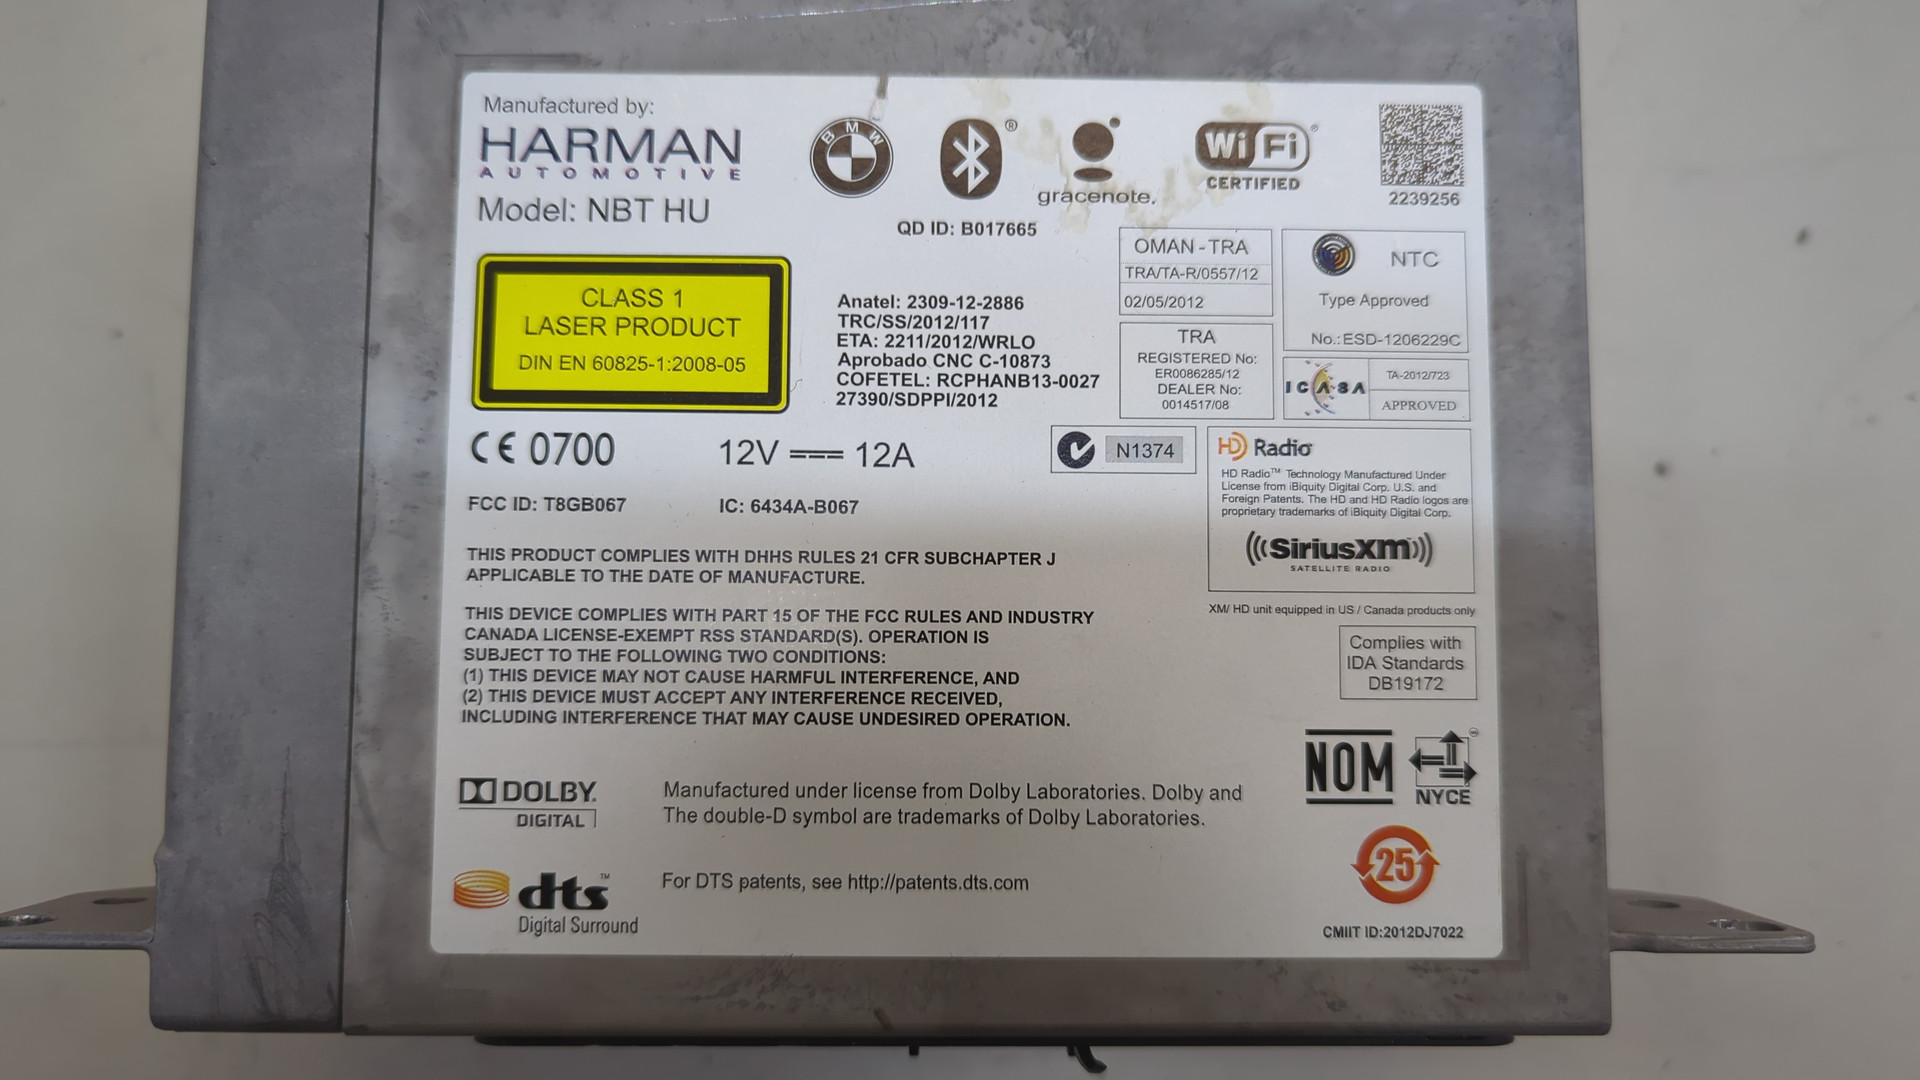 Manufactured by:
HARMAN
AUTOMOTIVE
Model: NBT HU
BMW
®
gracenote.
WiFi®
CERTIFIED
2239256
QD ID: B017665
CLASS 1
LASER PRODUCT
DIN EN 60825-1:2008-05
Anatel: 2309-12-2886
TRC/SS/2012/117
ETA: 2211/2012/WRLO
Aprobado CNC C-10873
COFETEL: RCPHANB13-0027
27390/SDPPI/2012
OMAN-TRA
TRA/TA-R/0557/12
02/05/2012
TRA
REGISTERED No:
ER0086285/12
DEALER No:
0014517/08
NTC
Type Approved
No.:ESD-1206229C
ICASA
TA-2012/723
APPROVED
CE 0700
12V 12A
N1374
FCC ID: T8GB067
IC: 6434A-B067
HD Radio
HD Radio™ Technology Manufactured Under
License from iBiquity Digital Corp. U.S. and
Foreign Patents. The HD and HD Radio logos are
proprietary trademarks of iBiquity Digital Corp.
((SiriusXm))
SATELLITE RADIO
XM/ HD unit equipped in US / Canada products only
THIS PRODUCT COMPLIES WITH DHHS RULES 21 CFR SUBCHAPTER J
APPLICABLE TO THE DATE OF MANUFACTURE.
THIS DEVICE COMPLIES WITH PART 15 OF THE FCC RULES AND INDUSTRY
CANADA LICENSE-EXEMPT RSS STANDARD(S). OPERATION IS
SUBJECT TO THE FOLLOWING TWO CONDITIONS:
(1) THIS DEVICE MAY NOT CAUSE HARMFUL INTERFERENCE, AND
(2) THIS DEVICE MUST ACCEPT ANY INTERFERENCE RECEIVED,
INCLUDING INTERFERENCE THAT MAY CAUSE UNDESIRED OPERATION.
Complies with
IDA Standards
DB19172
NOM
NYCE
DOLBY.
DIGITAL
Manufactured under license from Dolby Laboratories. Dolby and
The double-D symbol are trademarks of Dolby Laboratories.
25
dts™
Digital Surround
For DTS patents, see http://patents.dts.com
CMIIT ID:2012DJ7022